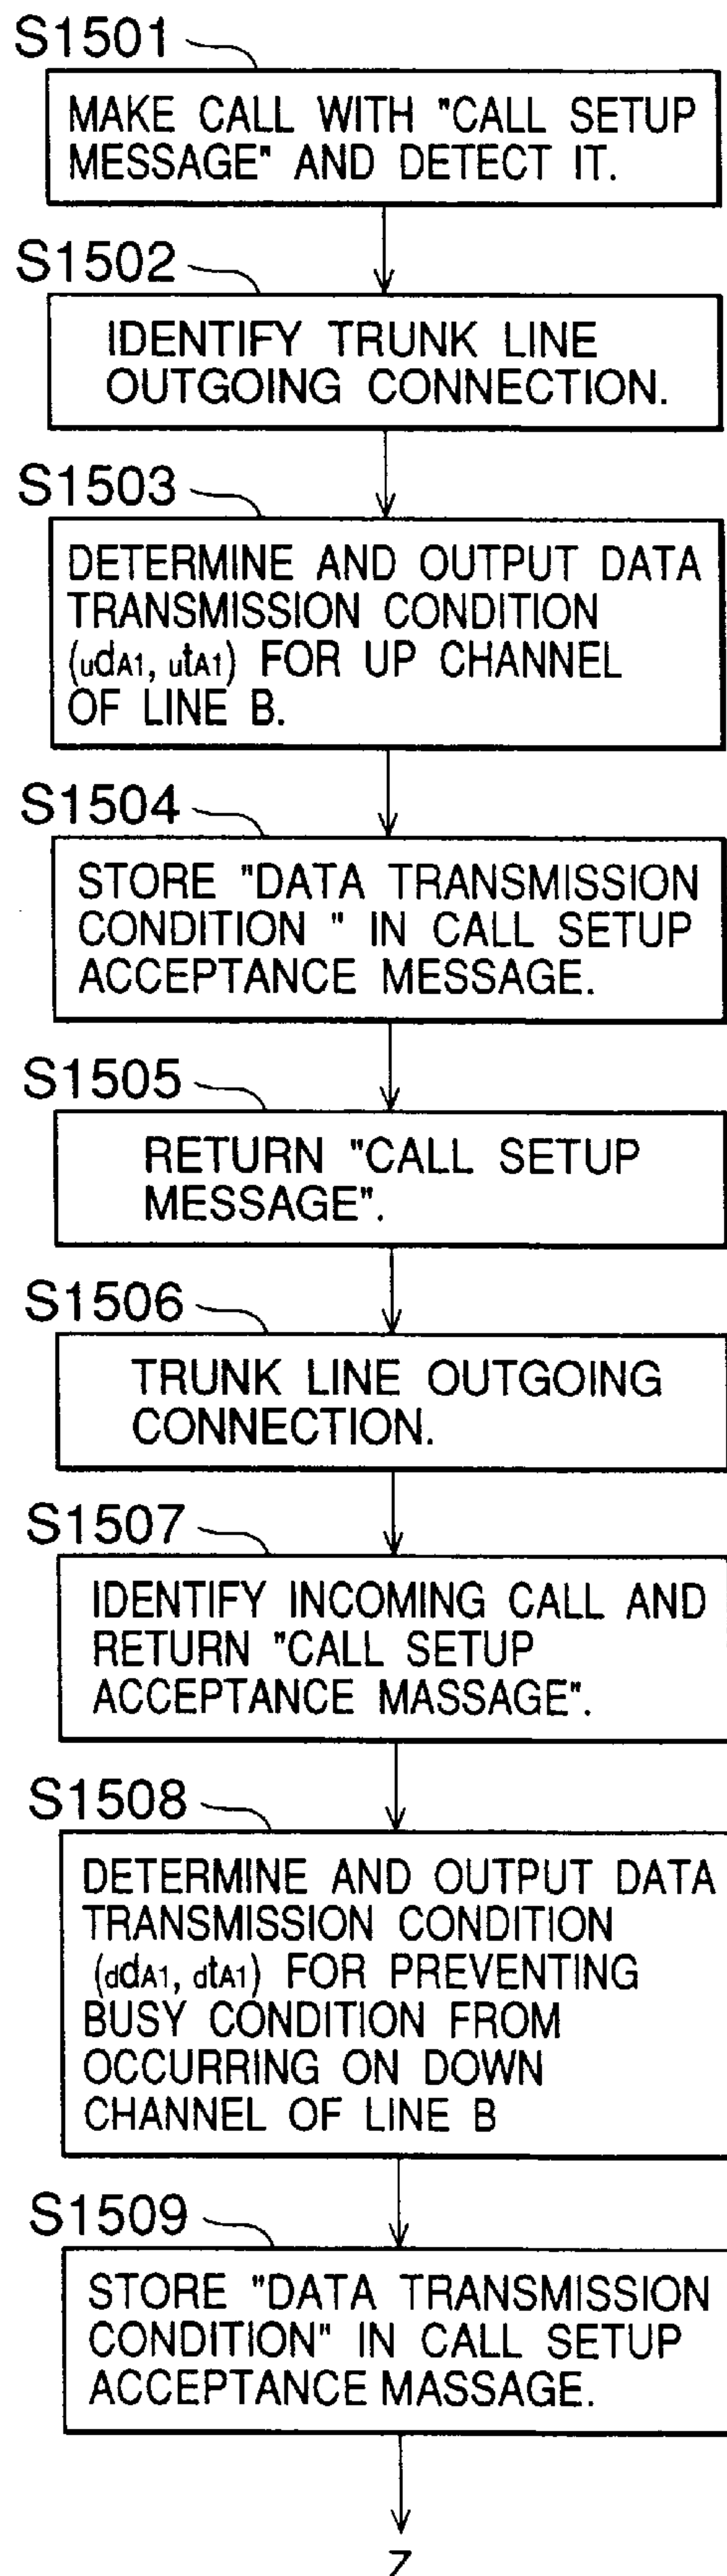 S1501
MAKE CALL WITH "CALL SETUP
MESSAGE" AND DETECT IT.
S1502
IDENTIFY TRUNK LINE
OUTGOING CONNECTION.
S1503
DETERMINE AND OUTPUT DATA
TRANSMISSION CONDITION
(udA1, utA1) FOR UP CHANNEL
OF LINE B.
S1504
STORE "DATA TRANSMISSION
CONDITION " IN CALL SETUP
ACCEPTANCE MESSAGE.
S1505
RETURN "CALL SETUP
MESSAGE".
S1506
TRUNK LINE OUTGOING
CONNECTION.
S1507
IDENTIFY INCOMING CALL AND
RETURN "CALL SETUP
ACCEPTANCE MASSAGE".
S1508
DETERMINE AND OUTPUT DATA
TRANSMISSION CONDITION
(ddA1, dtA1) FOR PREVENTING
BUSY CONDITION FROM
OCCURRING ON DOWN
CHANNEL OF LINE B
S1509
STORE "DATA TRANSMISSION
CONDITION" IN CALL SETUP
ACCEPTANCE MASSAGE.
Z